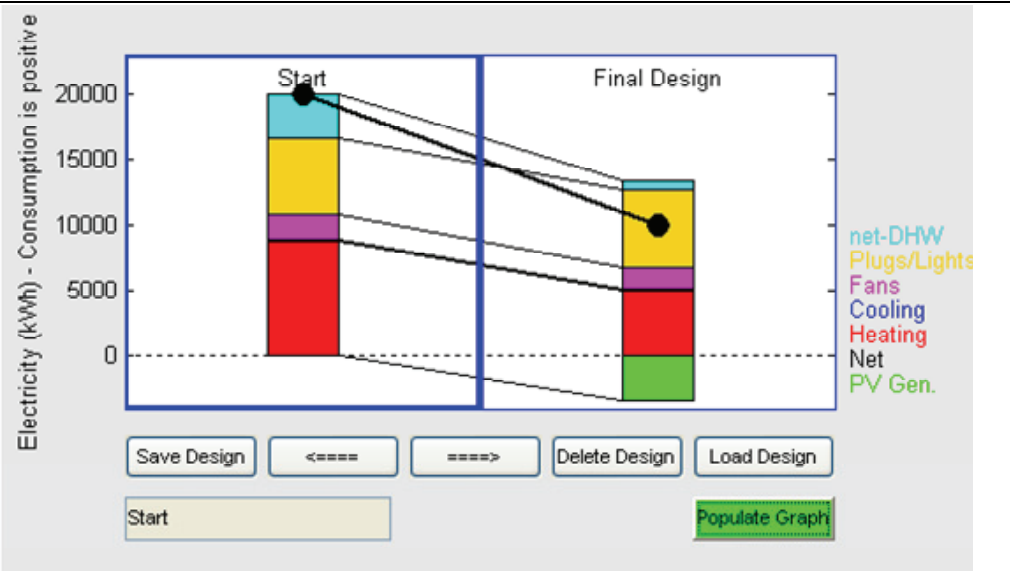 Electricity (kWh) - Consumption is positive
Start
Final Design
20000
15000
10000
5000
0
net-DHW
Plugs/Lights
Fans
Cooling
Heating
Net
PV Gen.
Save Design
<====
====>
Delete Design
Load Design
Start
Populate Graph